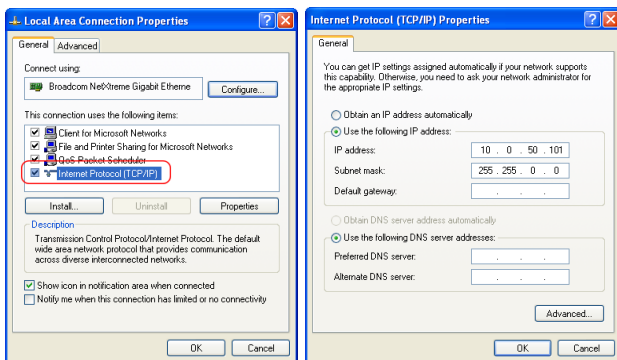 Local Area Connection Properties
General
Advanced
Connect using:
Broadcom NetXtreme Gigabit Etherne
Configure...
This connection uses the following items:
Client for Microsoft Networks
File and Printer Sharing for Microsoft Networks
QoS Packet Scheduler
Internet Protocol (TCP/IP)
Install...
Uninstall
Properties
Description
Transmission Control Protocol/Internet Protocol. The default
wide area network protocol that provides communication
across diverse interconnected networks.
Show icon in notification area when connected
Notify me when this connection has limited or no connectivity
OK
Cancel
Internet Protocol (TCP/IP) Properties
General
You can get IP settings assigned automatically if your network supports
this capability. Otherwise, you need to ask your network administrator for
the appropriate IP settings.
Obtain an IP address automatically
Use the following IP address:
IP address: 10 . 0 . 50 . 101
Subnet mask: 255 . 255 . 0 . 0
Default gateway: . . .
Obtain DNS server address automatically
Use the following DNS server addresses:
Preferred DNS server: . . .
Alternate DNS server: . . .
Advanced...
OK
Cancel